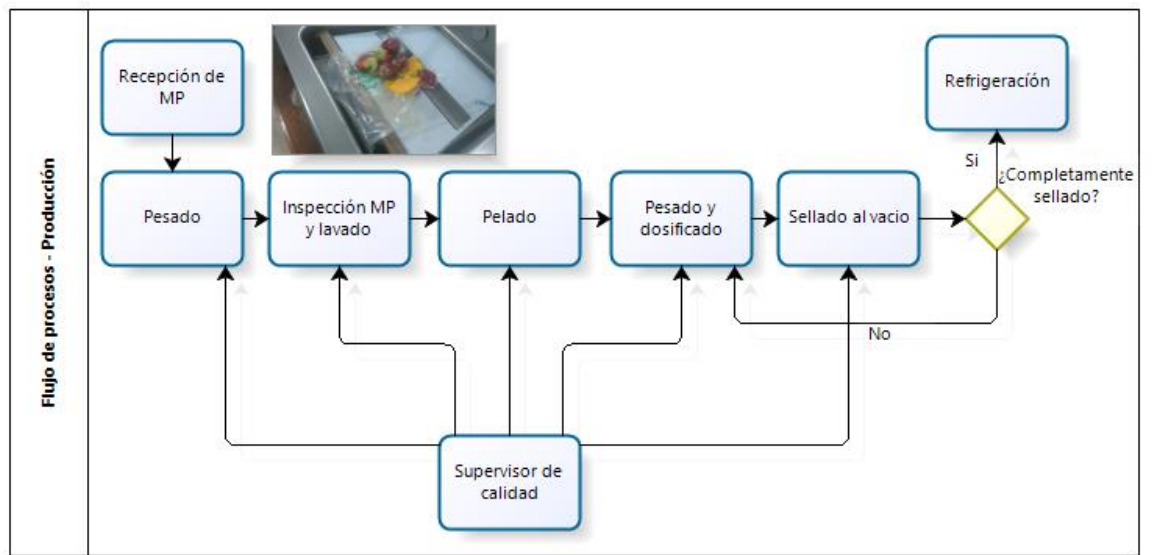 Flujo de procesos - Producción
Recepción de
MP
Refrigeración
Pesado
Inspección MP
y lavado
Pelado
Pesado y
dosificado
Sellado al vacio
Si
¿Completamente
sellado?
No
Supervisor de
calidad